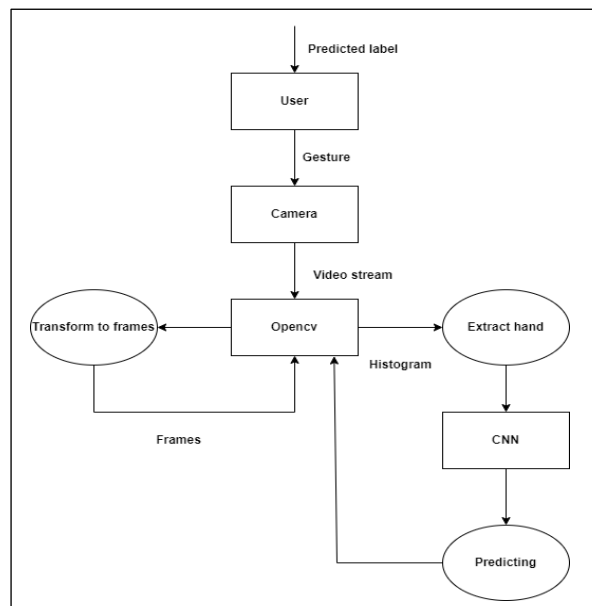 Predicted label
User
Gesture
Camera
Video stream
Transform to frames
Opencv
Extract hand
Histogram
Frames
CNN
Predicting